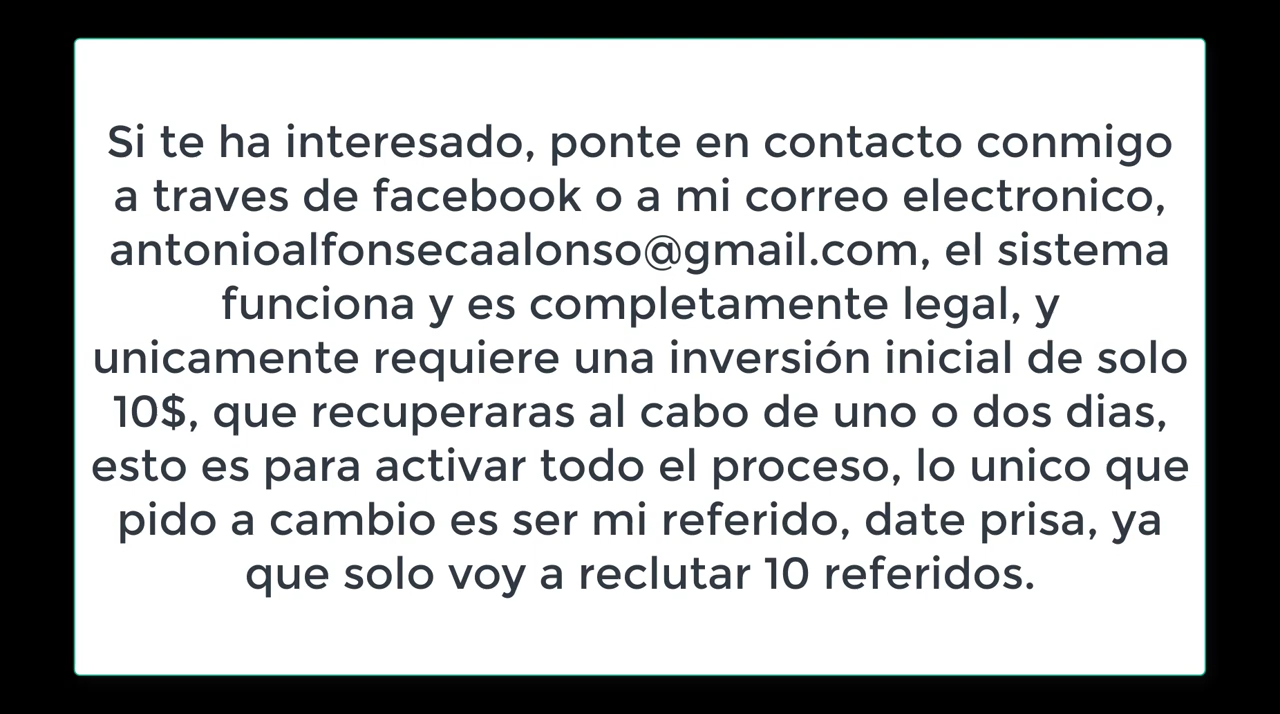 Si te ha interesado, ponte en contacto conmigo
a traves de facebook o a mi correo electronico,
antonioalfonsecaalonso@gmail.com, el sistema
funciona y es completamente legal, y
unicamente requiere una inversión inicial de solo
10$, que recuperaras al cabo de uno o dos dias,
esto es para activar todo el proceso, lo unico que
pido a cambio es ser mi referido, date prisa, ya
que solo voy a reclutar 10 referidos.